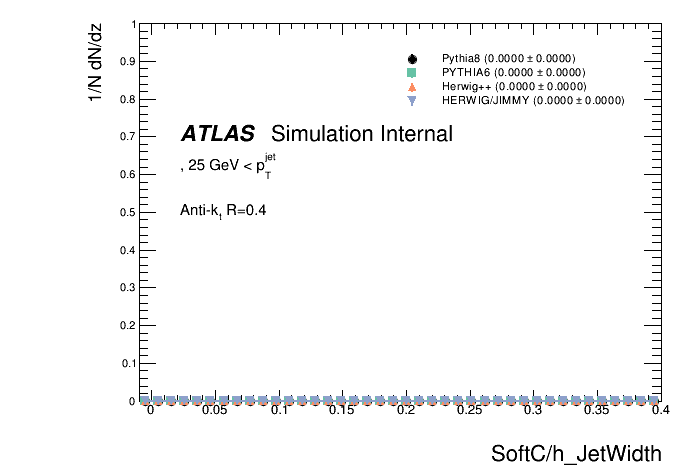 1/N dN/dz
1
0.9
0.8
0.7
0.6
0.5
0.4
0.3
0.2
0.1
0
Pythia8 (0.0000 ± 0.0000)
PYTHIA6 (0.0000 ± 0.0000)
Herwig++ (0.0000 ± 0.0000)
HERWIG/JIMMY (0.0000 ± 0.0000)
ATLAS Simulation Internal
, 25 GeV < p_T^jet
Anti-k_t R=0.4
0 0.05 0.1 0.15 0.2 0.25 0.3 0.35 0.4
SoftC/h_JetWidth